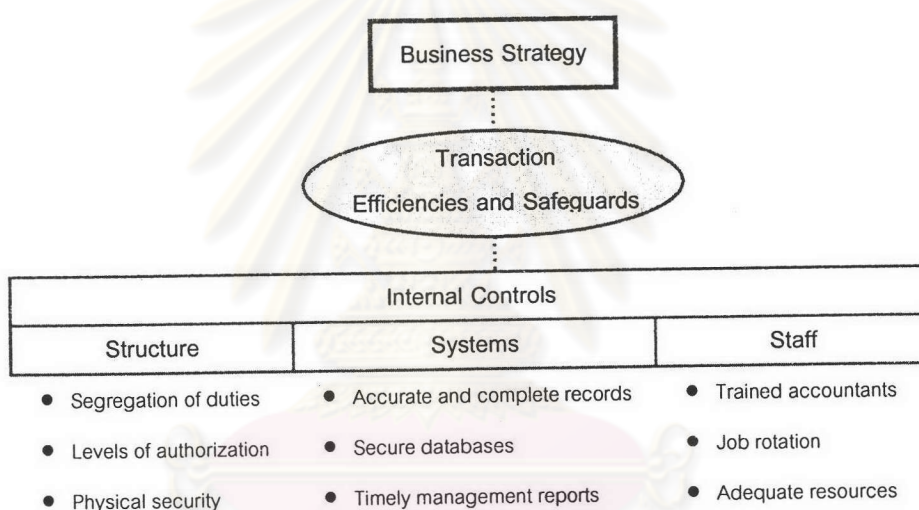 Business Strategy
Transaction
Efficiencies and Safeguards
Internal Controls
Structure
Systems
Staff
● Segregation of duties
● Levels of authorization
● Physical security
● Accurate and complete records
● Secure databases
● Timely management reports
● Trained accountants
● Job rotation
● Adequate resources